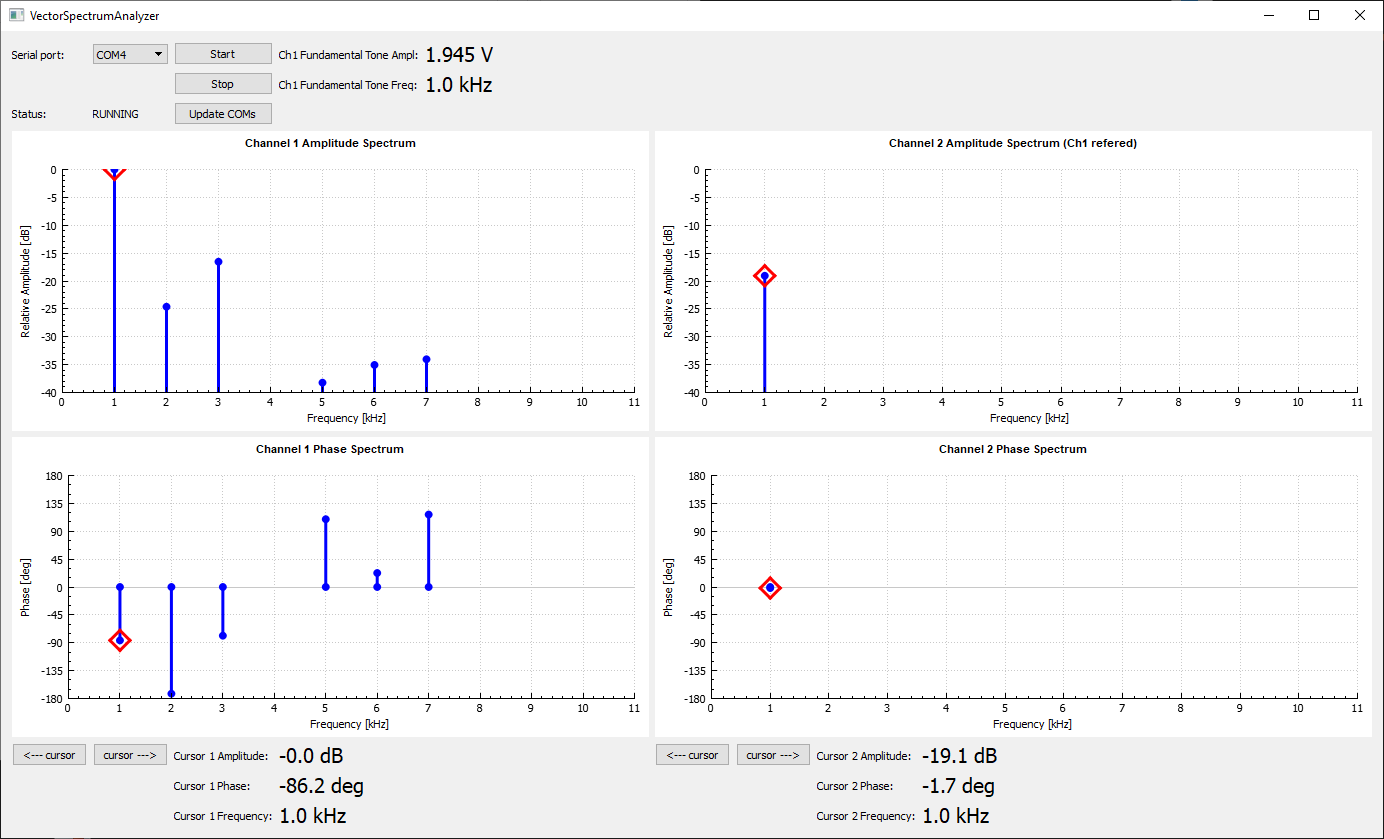 VectorSpectrumAnalyzer
Serial port: COM4 Start Ch1 Fundamental Tone Ampl: 1.945 V
Stop Ch1 Fundamental Tone Freq: 1.0 kHz
Status: RUNNING Update COMs
Channel 1 Amplitude Spectrum
Relative Amplitude [dB]
0
-5
-10
-15
-20
-25
-30
-35
-40
0 1 2 3 4 5 6 7 8 9 10 11
Frequency [kHz]
Channel 2 Amplitude Spectrum (Ch1 refered)
Relative Amplitude [dB]
0
-5
-10
-15
-20
-25
-30
-35
-40
0 1 2 3 4 5 6 7 8 9 10 11
Frequency [kHz]
Channel 1 Phase Spectrum
Phase [deg]
180
135
90
45
0
-45
-90
-135
-180
0 1 2 3 4 5 6 7 8 9 10 11
Frequency [kHz]
Channel 2 Phase Spectrum
Phase [deg]
180
135
90
45
0
-45
-90
-135
-180
0 1 2 3 4 5 6 7 8 9 10 11
Frequency [kHz]
<--- cursor cursor ---> Cursor 1 Amplitude: -0.0 dB
Cursor 1 Phase: -86.2 deg
Cursor 1 Frequency: 1.0 kHz
<--- cursor cursor ---> Cursor 2 Amplitude: -19.1 dB
Cursor 2 Phase: -1.7 deg
Cursor 2 Frequency: 1.0 kHz